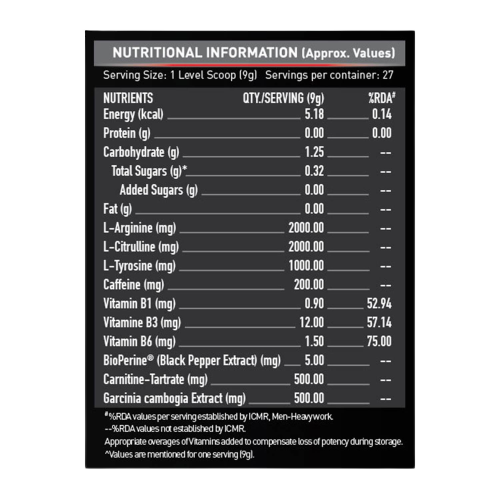 NUTRITIONAL INFORMATION (Approx. Values)
Serving Size: 1 Level Scoop (9g) Servings per container: 27
NUTRIENTS QTY./SERVING (9g) %RDA#
Energy (kcal) 5.18 0.14
Protein (g) 0.00 0.00
Carbohydrate (g) 1.25 --
Total Sugars (g)* 0.32 --
Added Sugars (g) 0.00 --
Fat (g) 0.00 --
L-Arginine (mg) 2000.00 --
L-Citrulline (mg) 2000.00 --
L-Tyrosine (mg) 1000.00 --
Caffeine (mg) 200.00 --
Vitamin B1 (mg) 0.90 52.94
Vitamine B3 (mg) 12.00 57.14
Vitamin B6 (mg) 1.50 75.00
BioPerine® (Black Pepper Extract) (mg) 5.00 --
Carnitine-Tartrate (mg) 500.00 --
Garcinia cambogia Extract (mg) 500.00 --
#%RDA values per serving established by ICMR, Men-Heavywork.
--%RDA values not established by ICMR.
Appropriate overages of Vitamins added to compensate loss of potency during storage.
^Values are mentioned for one serving (9g).